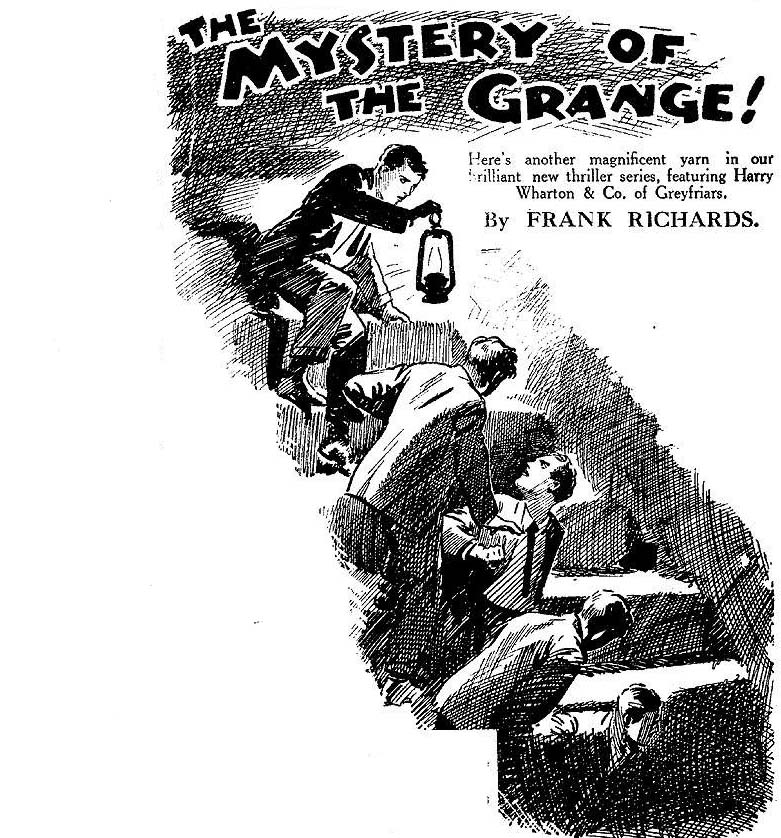 THE
MYSTERY OF
THE GRANGE!
Here's another magnificent yarn in our
brilliant new thriller series, featuring Harry
Wharton & Co. of Greyfriars.
By FRANK RICHARDS.